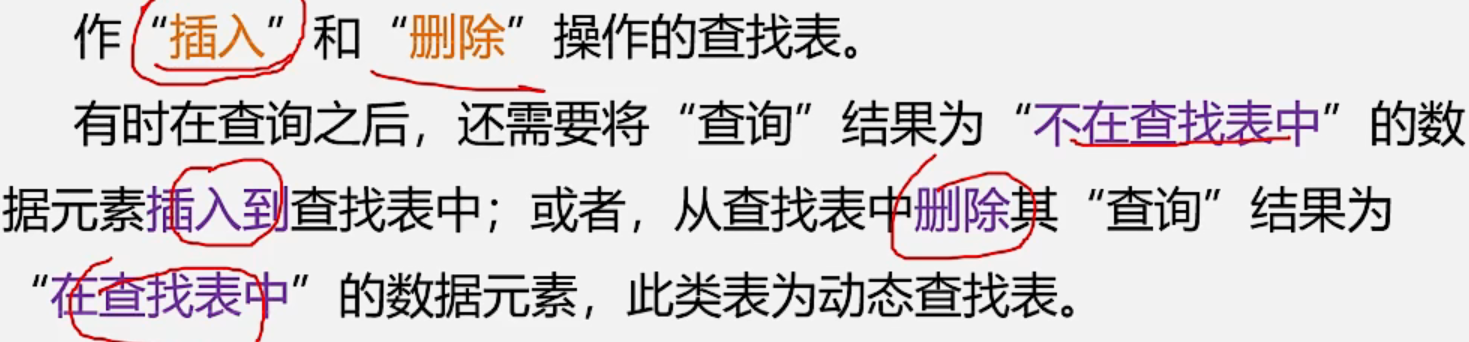 作“插入”和“删除”操作的查找表。
有时在查询之后，还需要将“查询”结果为“不在查找表中”的数
据元素插入到查找表中；或者，从查找表中删除其“查询”结果为
“在查找表中”的数据元素，此类表为动态查找表。